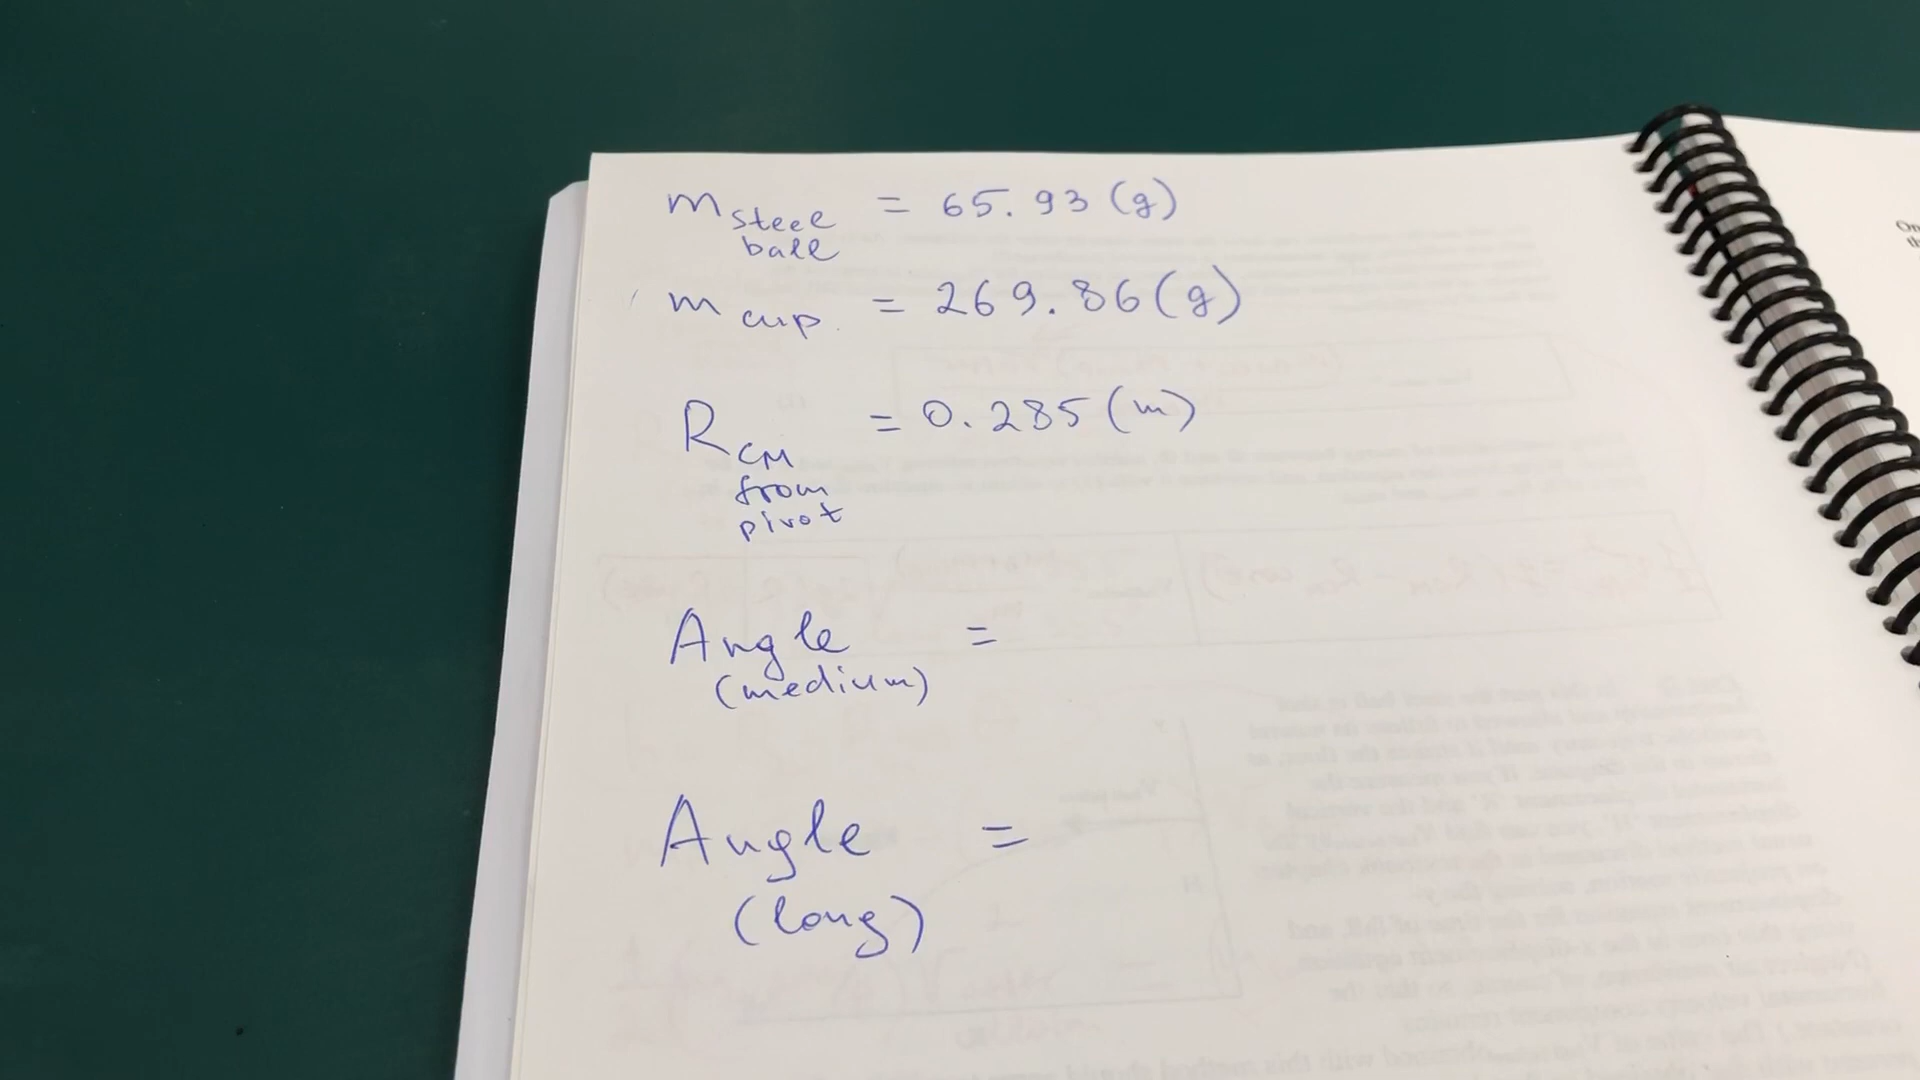 m steel ball = 65.93 (g)
m cup = 269.86 (g)
R CM from pivot = 0.285 (m)
Angle (medium) =
Angle (long) =